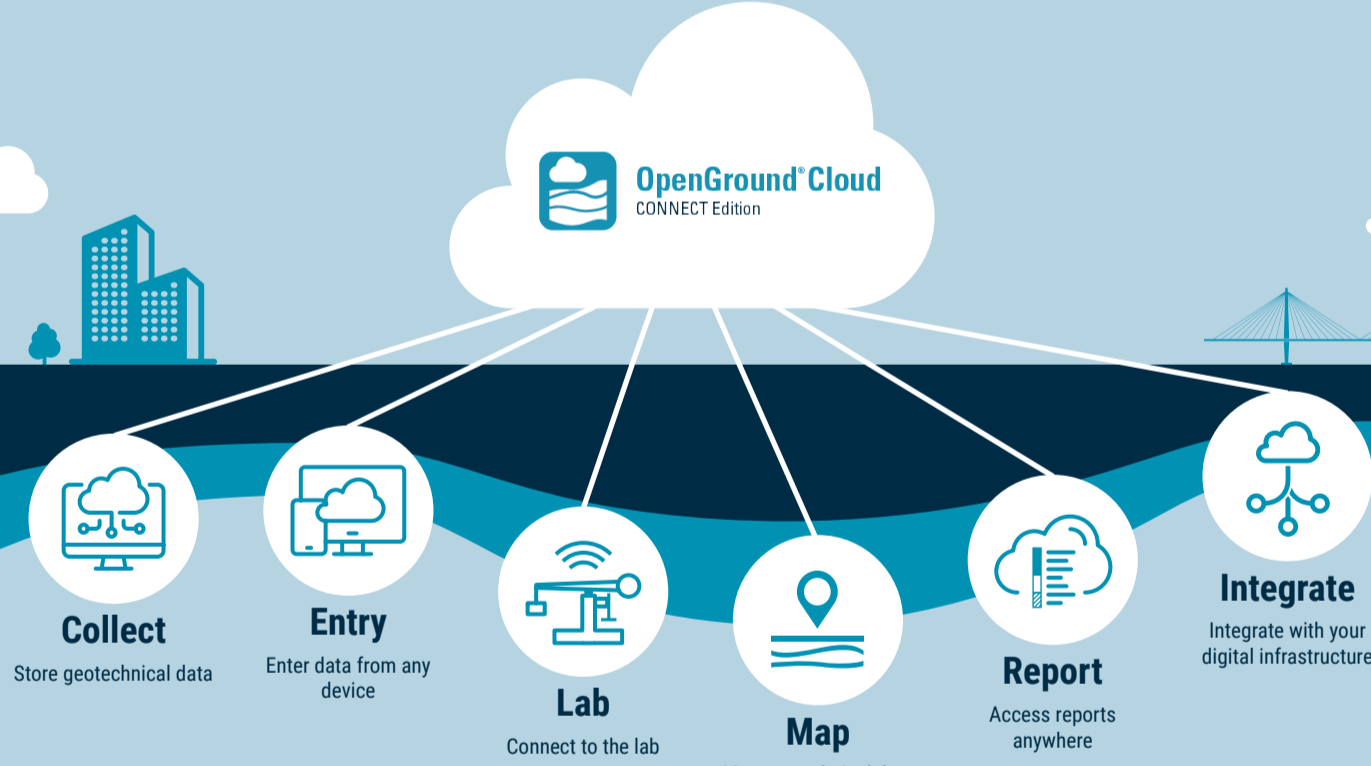 OpenGround® Cloud
CONNECT Edition
Collect
Store geotechnical data
Entry
Enter data from any
device
Lab
Connect to the lab
Map
Report
Access reports
anywhere
Integrate
Integrate with your
digital infrastructure